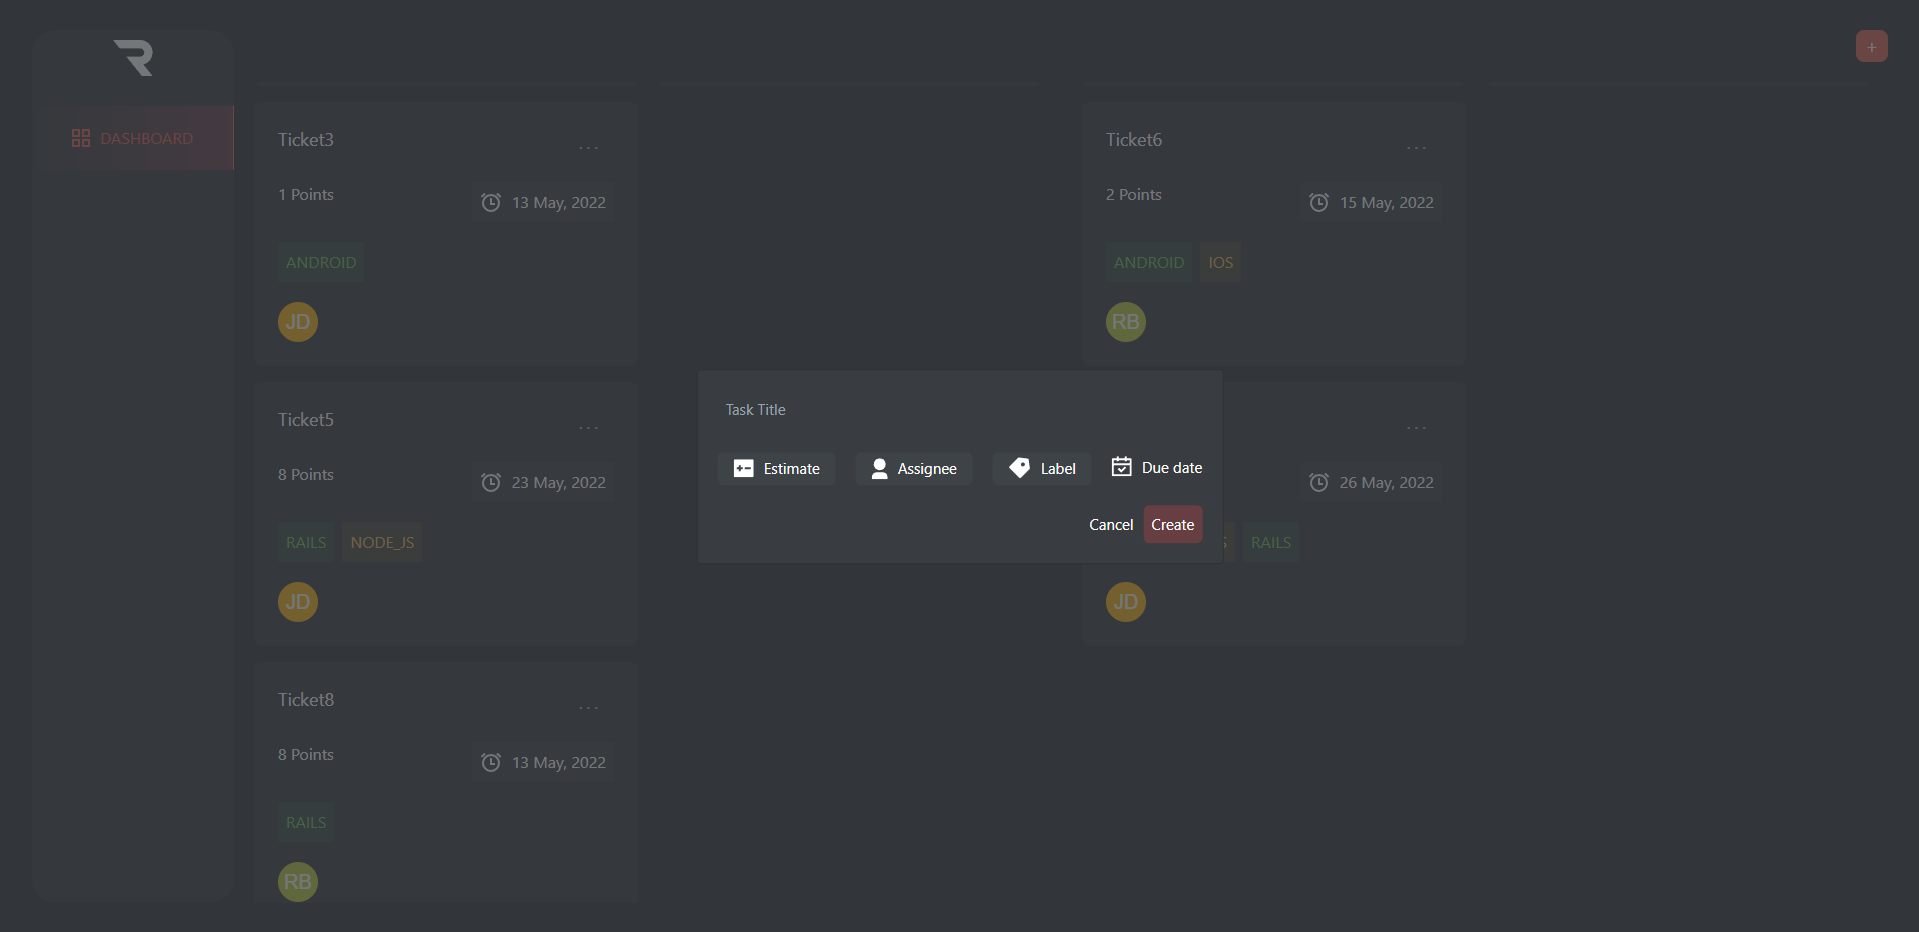 DASHBOARD
+
Ticket3
...
1 Points
13 May, 2022
ANDROID
JD
Ticket5
...
8 Points
23 May, 2022
RAILS NODE_JS
JD
Ticket8
...
8 Points
13 May, 2022
RAILS
RB
Ticket6
...
2 Points
15 May, 2022
ANDROID IOS
RB
...
26 May, 2022
RAILS
JD
Task Title
Estimate Assignee Label Due date
Cancel Create